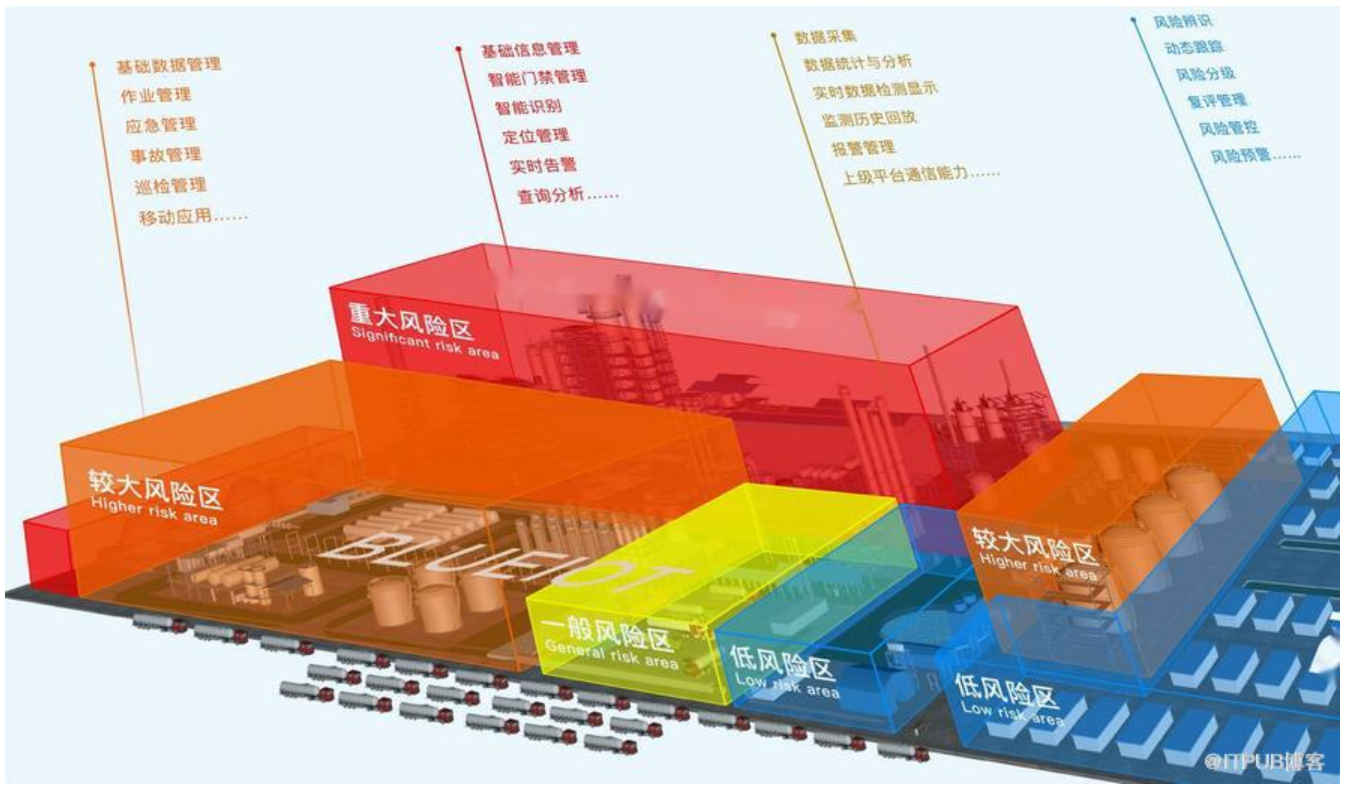 基础数据管理
作业管理
应急管理
事故管理
巡检管理
移动应用……
基础信息管理
智能门禁管理
智能识别
定位管理
实时告警
查询分析……
数据采集
数据统计与分析
实时数据检测显示
监测历史回放
报警管理
上级平台通信能力……
风险辨识
动态跟踪
风险分级
复评管理
风险管控
风险预警……
重大风险区
Significant risk area
较大风险区
Higher risk area
BLUEHOT
一般风险区
General risk area
低风险区
Low risk area
较大风险区
Higher risk area
低风险区
Low risk area
@ITPUB博客